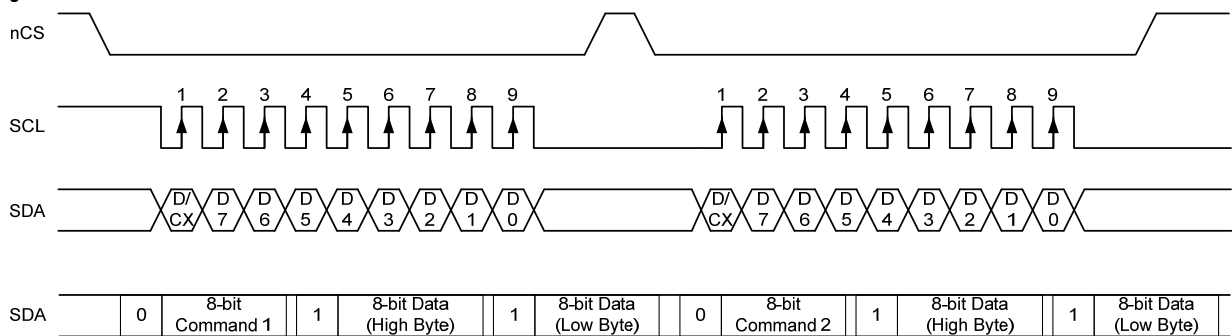 nCS
1 2 3 4 5 6 7 8 9 1 2 3 4 5 6 7 8 9
SCL
SDA D/CX D7 D6 D5 D4 D3 D2 D1 D0 D/CX D7 D6 D5 D4 D3 D2 D1 D0
SDA 0 8-bit Command 1 1 8-bit Data (High Byte) 1 8-bit Data (Low Byte) 0 8-bit Command 2 1 8-bit Data (High Byte) 1 8-bit Data (Low Byte)